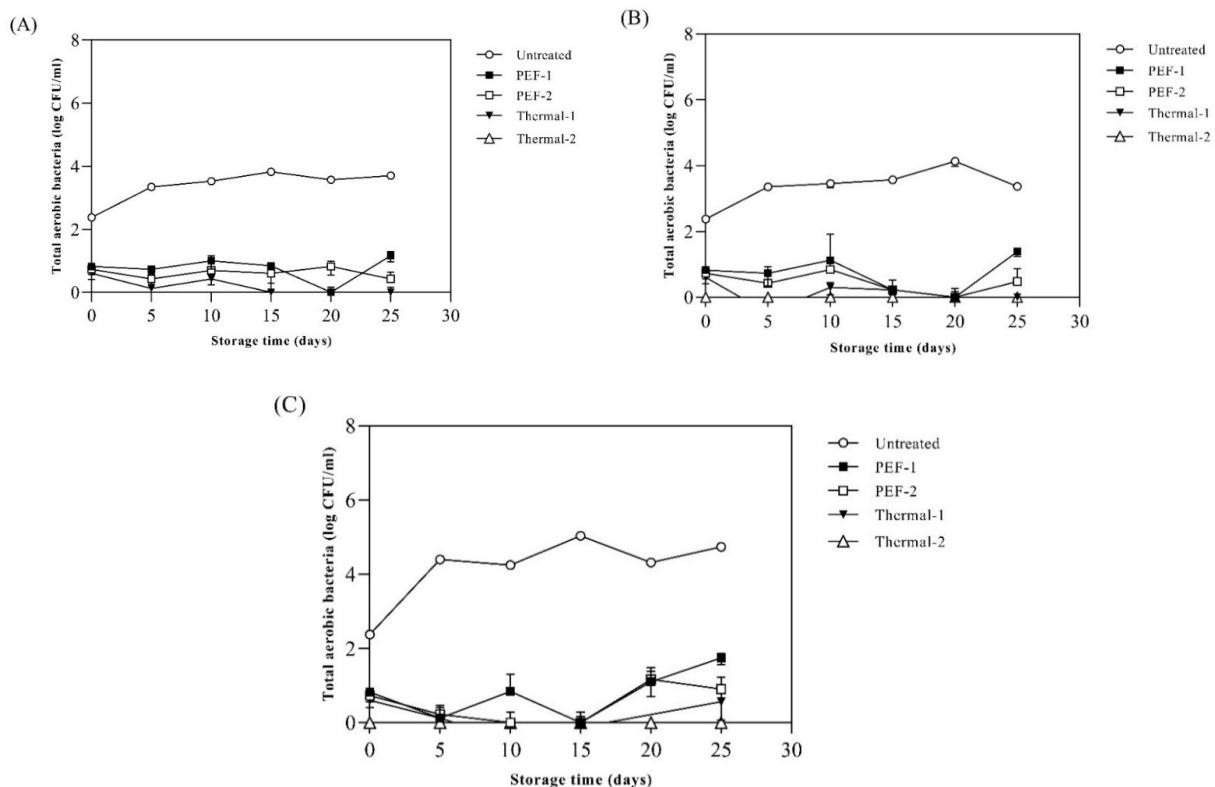 (A)
Total aerobic bacteria (log CFU/ml)
8
6
4
2
0
0 5 10 15 20 25 30
Storage time (days)
Untreated
PEF-1
PEF-2
Thermal-1
Thermal-2
(B)
Total aerobic bacteria (log CFU/ml)
8
6
4
2
0
0 5 10 15 20 25 30
Storage time (days)
Untreated
PEF-1
PEF-2
Thermal-1
Thermal-2
(C)
Total aerobic bacteria (log CFU/ml)
8
6
4
2
0
0 5 10 15 20 25 30
Storage time (days)
Untreated
PEF-1
PEF-2
Thermal-1
Thermal-2